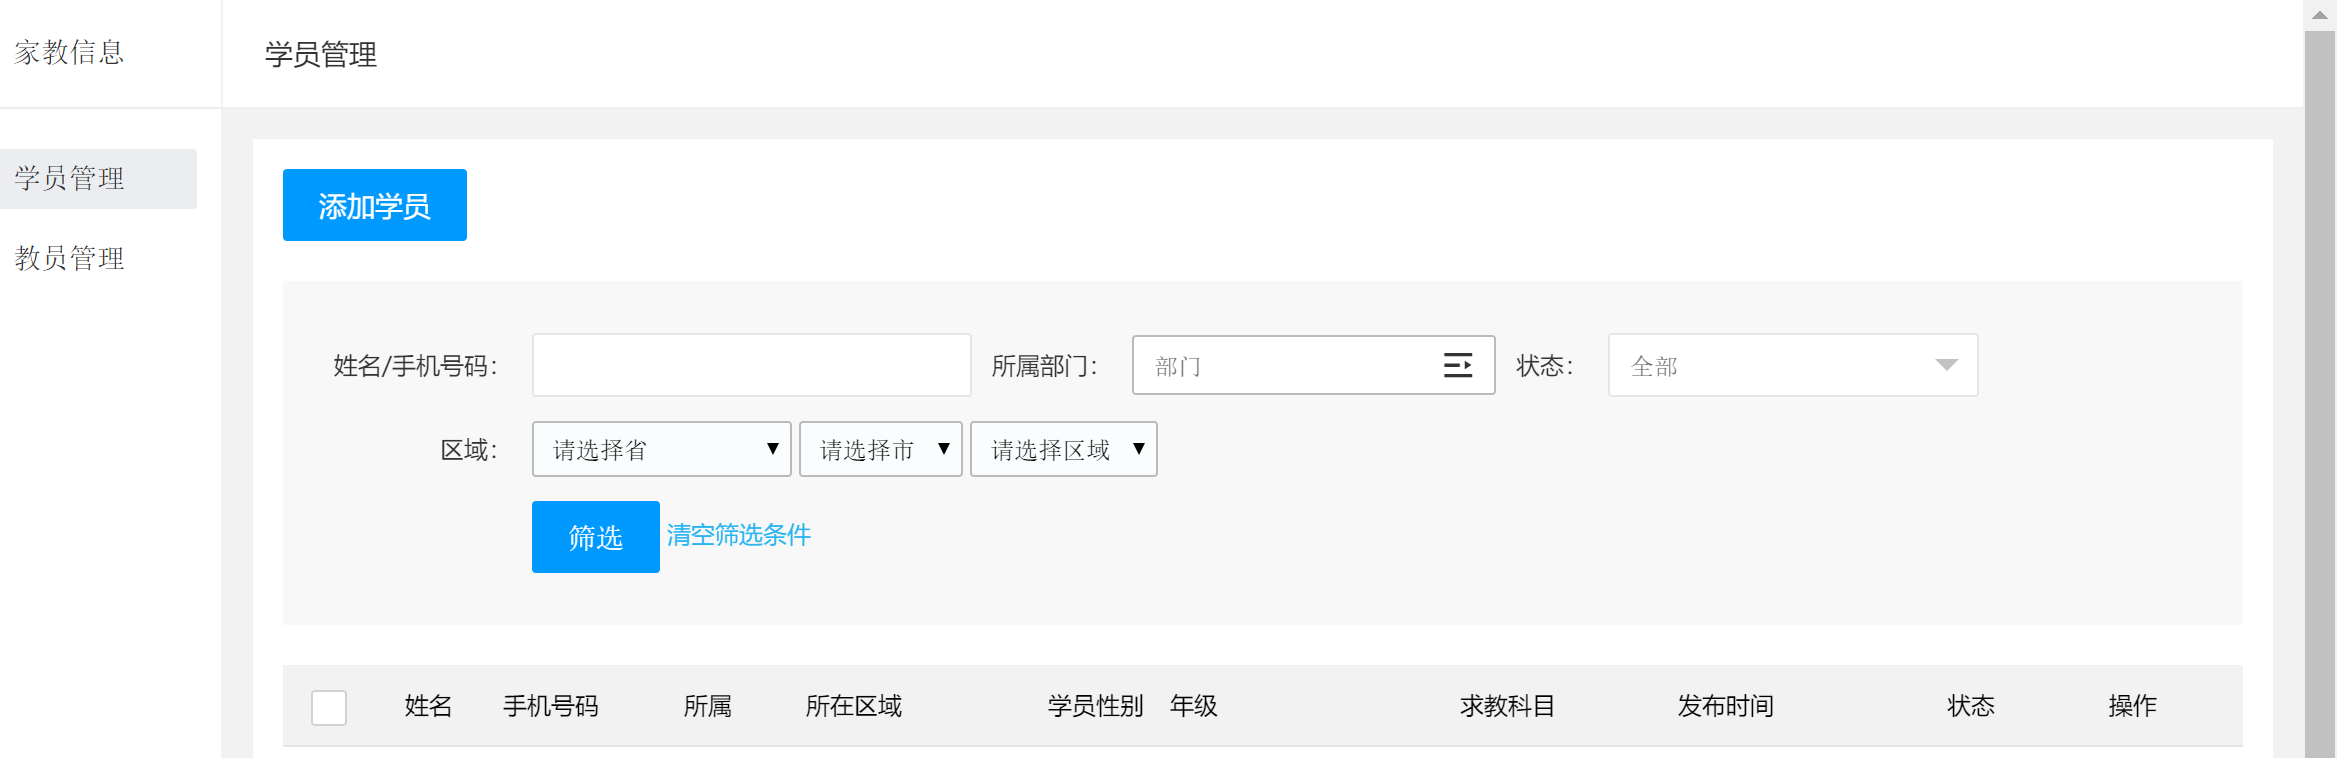 家教信息
学员管理
学员管理
教员管理
添加学员
姓名/手机号码： 所属部门： 部门 状态： 全部
区域： 请选择省 请选择市 请选择区域
筛选 清空筛选条件
姓名 手机号码 所属 所在区域 学员性别 年级 求教科目 发布时间 状态 操作